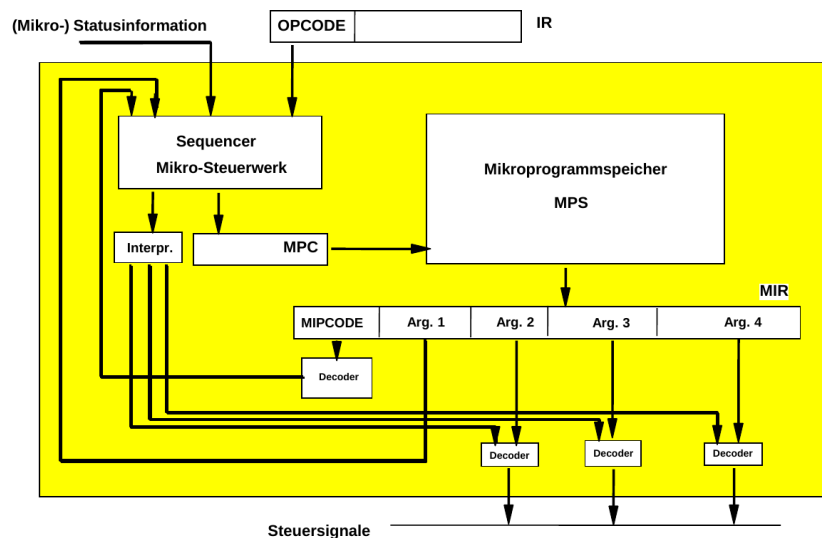 (Mikro-) Statusinformation
OPCODE
IR
Sequencer
Mikro-Steuerwerk
Mikroprogrammspeicher
MPS
Interpr.
MPC
MIR
MIPCODE
Arg. 1
Arg. 2
Arg. 3
Arg. 4
Decoder
Decoder
Decoder
Decoder
Steuersignale